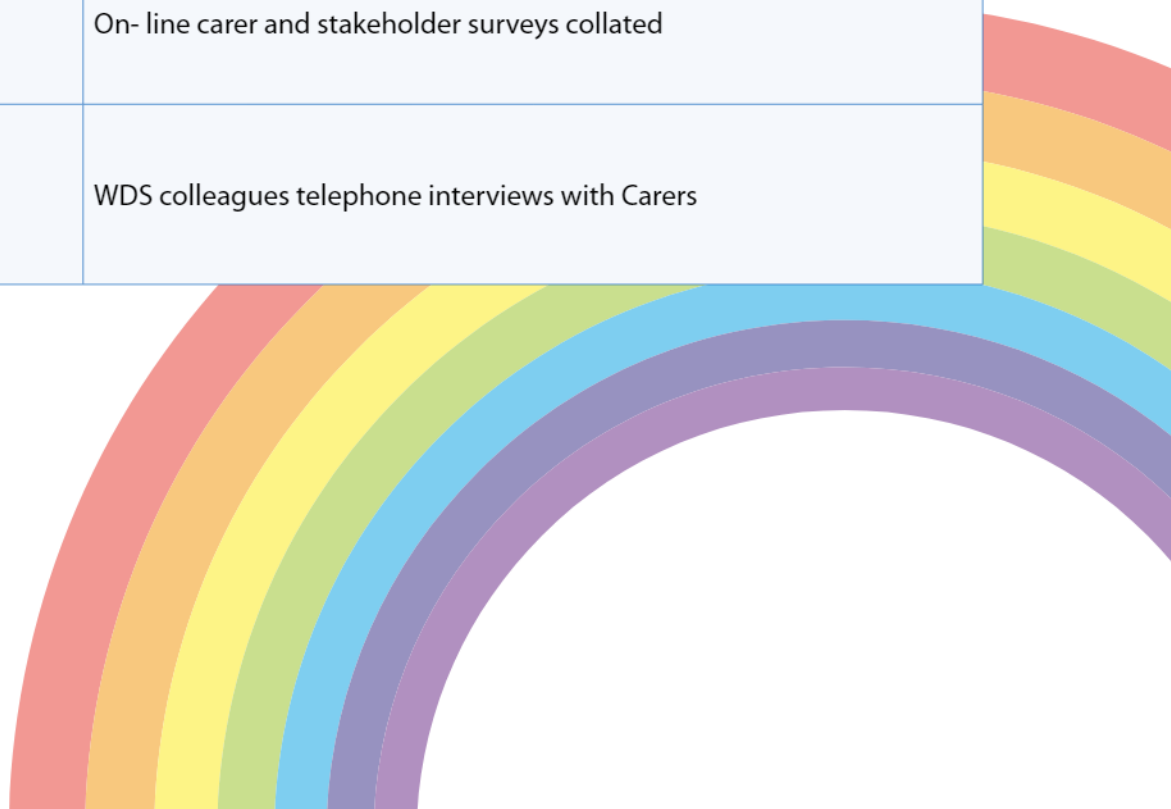 On- line carer and stakeholder surveys collated
WDS colleagues telephone interviews with Carers